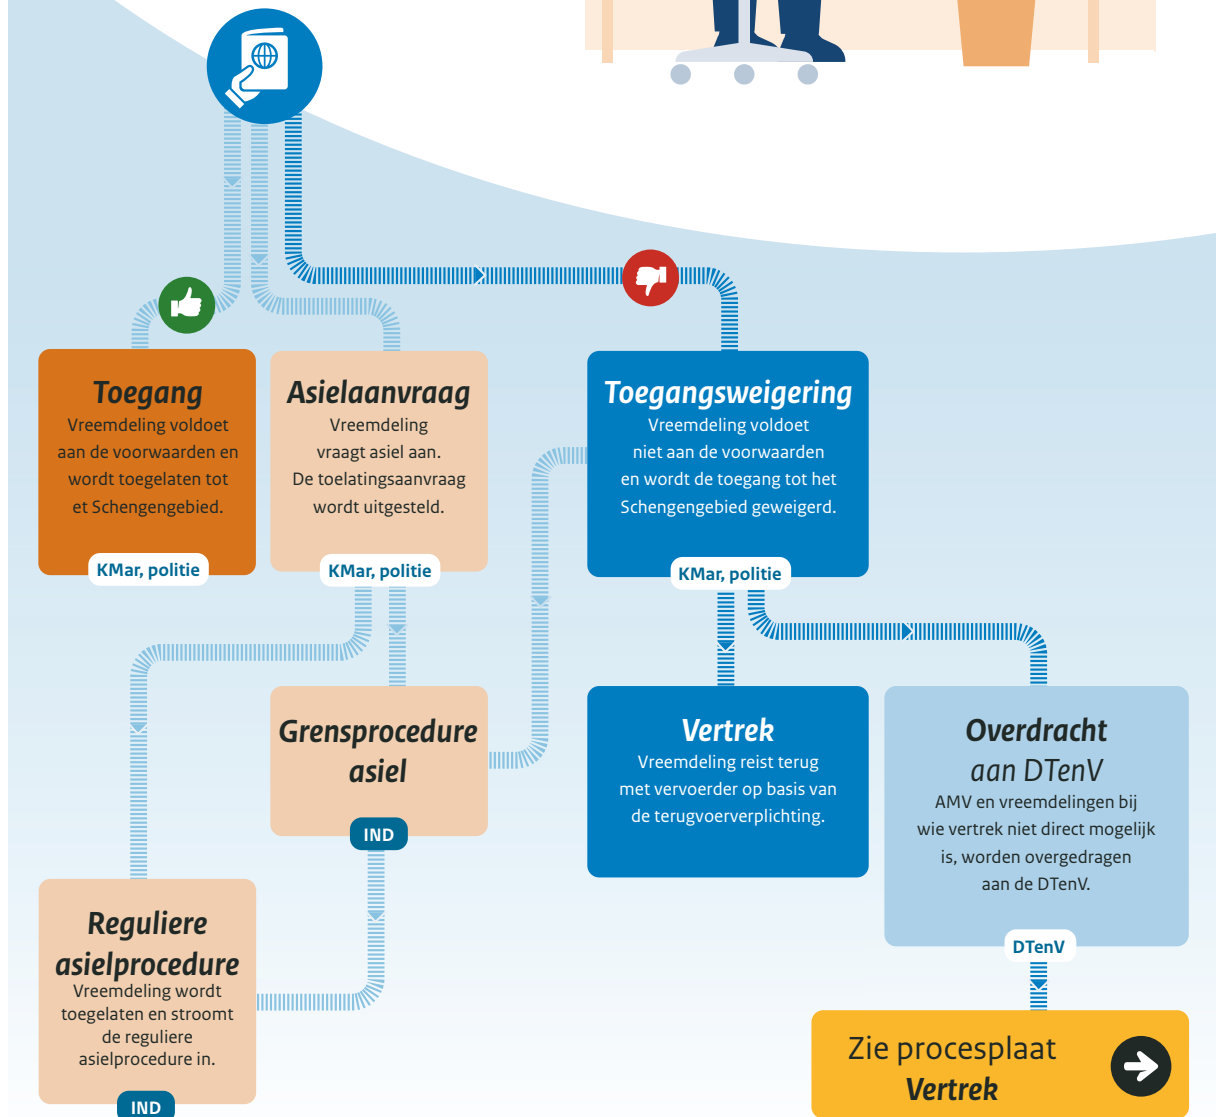 Toegang
Vreemdeling voldoet
aan de voorwaarden en
wordt toegelaten tot
et Schengengebied.
KMar, politie
Asielaanvraag
Vreemdeling
vraagt asiel aan.
De toelatingsaanvraag
wordt uitgesteld.
KMar, politie
Toegangsweigering
Vreemdeling voldoet
niet aan de voorwaarden
en wordt de toegang tot het
Schengengebied geweigerd.
KMar, politie
Grensprocedure
asiel
IND
Vertrek
Vreemdeling reist terug
met vervoerder op basis van
de terugvoerverplichting.
Overdracht
aan DTenV
AMV en vreemdelingen bij
wie vertrek niet direct mogelijk
is, worden overgedragen
aan de DTenV.
DTenV
Reguliere
asielprocedure
Vreemdeling wordt
toegelaten en stroomt
de reguliere
asielprocedure in.
IND
Zie procesplaat
Vertrek